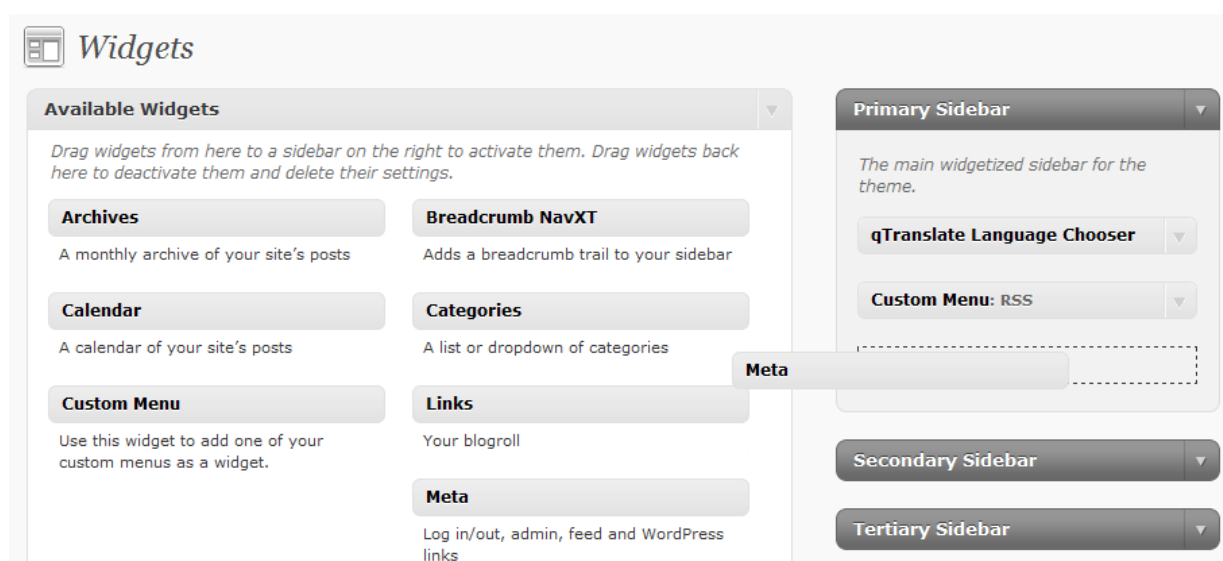 Widgets
Available Widgets
Drag widgets from here to a sidebar on the right to activate them. Drag widgets back
here to deactivate them and delete their settings.
Archives
A monthly archive of your site's posts
Breadcrumb NavXT
Adds a breadcrumb trail to your sidebar
Calendar
A calendar of your site's posts
Categories
A list or dropdown of categories
Custom Menu
Use this widget to add one of your
custom menus as a widget.
Links
Your blogroll
Meta
Log in/out, admin, feed and WordPress
links
Meta
Primary Sidebar
The main widgetized sidebar for the
theme.
qTranslate Language Chooser
Custom Menu: RSS
Secondary Sidebar
Tertiary Sidebar